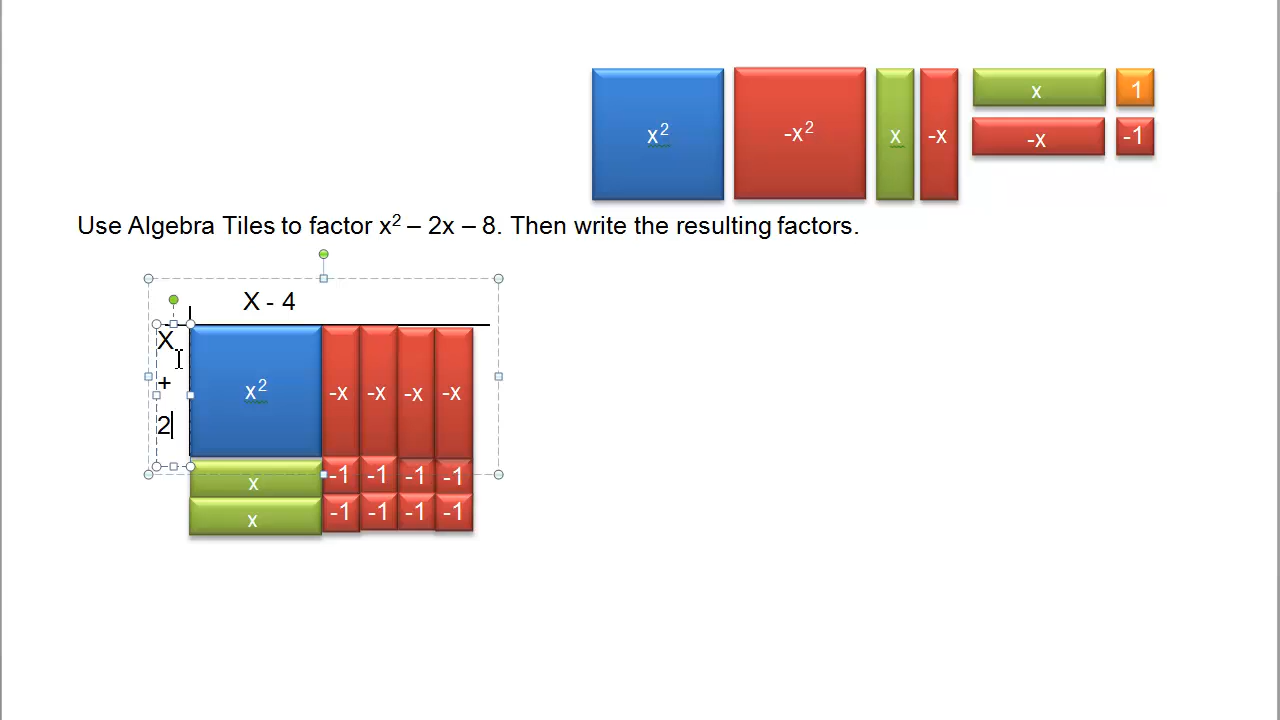 x² -x² x -x x 1
-x -1
Use Algebra Tiles to factor x² – 2x – 8. Then write the resulting factors.
X - 4
X
+
2
x² -x -x -x -x
x -1 -1 -1 -1
x -1 -1 -1 -1